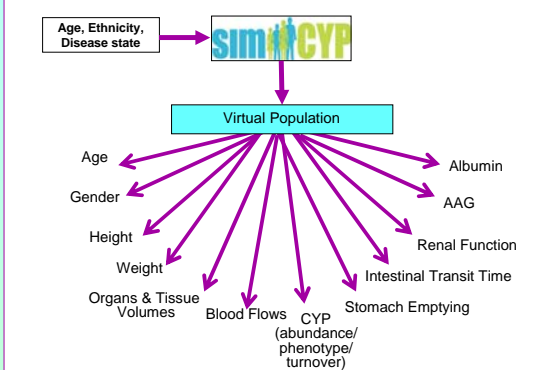 Age, Ethnicity,
Disease state
simCYP
Virtual Population
Age
Gender
Height
Weight
Organs & Tissue
Volumes
Blood Flows
CYP
(abundance/
phenotype/
turnover)
Stomach Emptying
Intestinal Transit Time
Renal Function
AAG
Albumin